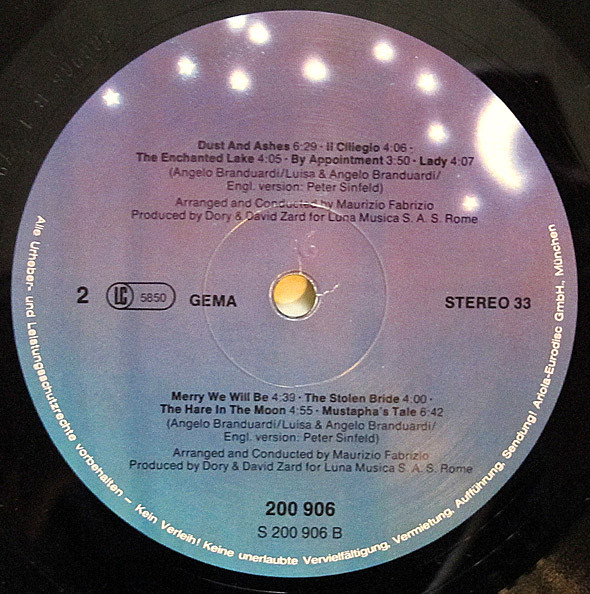 Dust And Ashes 6:29 · Il Ciliegio 4:06 ·
The Enchanted Lake 4:05 · By Appointment 3:50 · Lady 4:07
(Angelo Branduardi/Luisa & Angelo Branduardi/
Engl. version: Peter Sinfeld)
Arranged and Conducted by Maurizio Fabrizio
Produced by Dory & David Zard for Luna Musica S. A. S. Rome
2
LC 5850
GEMA
STEREO 33
Merry We Will Be 4:39 · The Stolen Bride 4:00 ·
The Hare In The Moon 4:55 · Mustapha's Tale 6:42
(Angelo Branduardi/Luisa & Angelo Branduardi/
Engl. version: Peter Sinfeld)
Arranged and Conducted by Maurizio Fabrizio
Produced by Dory & David Zard for Luna Musica S. A. S. Rome
200 906
S 200 906 B
Alle Urheber- und Leistungsschutzrechte vorbehalten – Kein Verleih! Keine unerlaubte Vervielfältigung, Vermietung, Aufführung, Sendung! Ariola-Eurodisc GmbH., München